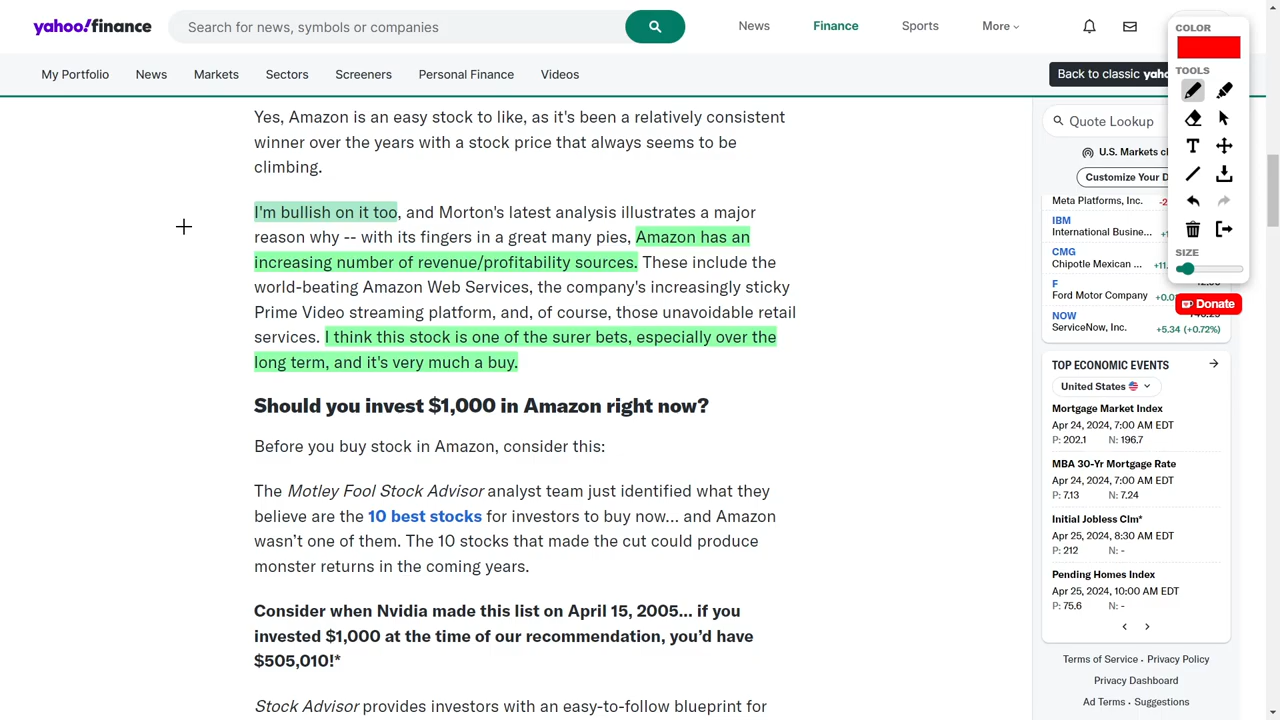 yahoo!finance
Search for news, symbols or companies
News
Finance
Sports
More
My Portfolio
News
Markets
Sectors
Screeners
Personal Finance
Videos
Back to classic yaho
Yes, Amazon is an easy stock to like, as it's been a relatively consistent
winner over the years with a stock price that always seems to be
climbing.
I'm bullish on it too, and Morton's latest analysis illustrates a major
reason why -- with its fingers in a great many pies, Amazon has an
increasing number of revenue/profitability sources. These include the
world-beating Amazon Web Services, the company's increasingly sticky
Prime Video streaming platform, and, of course, those unavoidable retail
services. I think this stock is one of the surer bets, especially over the
long term, and it's very much a buy.
Should you invest $1,000 in Amazon right now?
Before you buy stock in Amazon, consider this:
The Motley Fool Stock Advisor analyst team just identified what they
believe are the 10 best stocks for investors to buy now… and Amazon
wasn’t one of them. The 10 stocks that made the cut could produce
monster returns in the coming years.
Consider when Nvidia made this list on April 15, 2005... if you
invested $1,000 at the time of our recommendation, you’d have
$505,010!*
Stock Advisor provides investors with an easy-to-follow blueprint for
COLOR
TOOLS
T
SIZE
Donate
Quote Lookup
U.S. Markets cl
Customize Your D
Meta Platforms, Inc. -2
IBM
International Busine... +1
CMG
Chipotle Mexican ... +11.
F
Ford Motor Company +0.0
NOW
ServiceNow, Inc.
+5.34 (+0.72%)
TOP ECONOMIC EVENTS
United States
Mortgage Market Index
Apr 24, 2024, 7:00 AM EDT
P: 202.1 N: 196.7
MBA 30-Yr Mortgage Rate
Apr 24, 2024, 7:00 AM EDT
P: 7.13 N: 7.24
Initial Jobless Clm*
Apr 25, 2024, 8:30 AM EDT
P: 212 N: -
Pending Homes Index
Apr 25, 2024, 10:00 AM EDT
P: 75.6 N: -
Terms of Service • Privacy Policy
Privacy Dashboard
Ad Terms • Suggestions